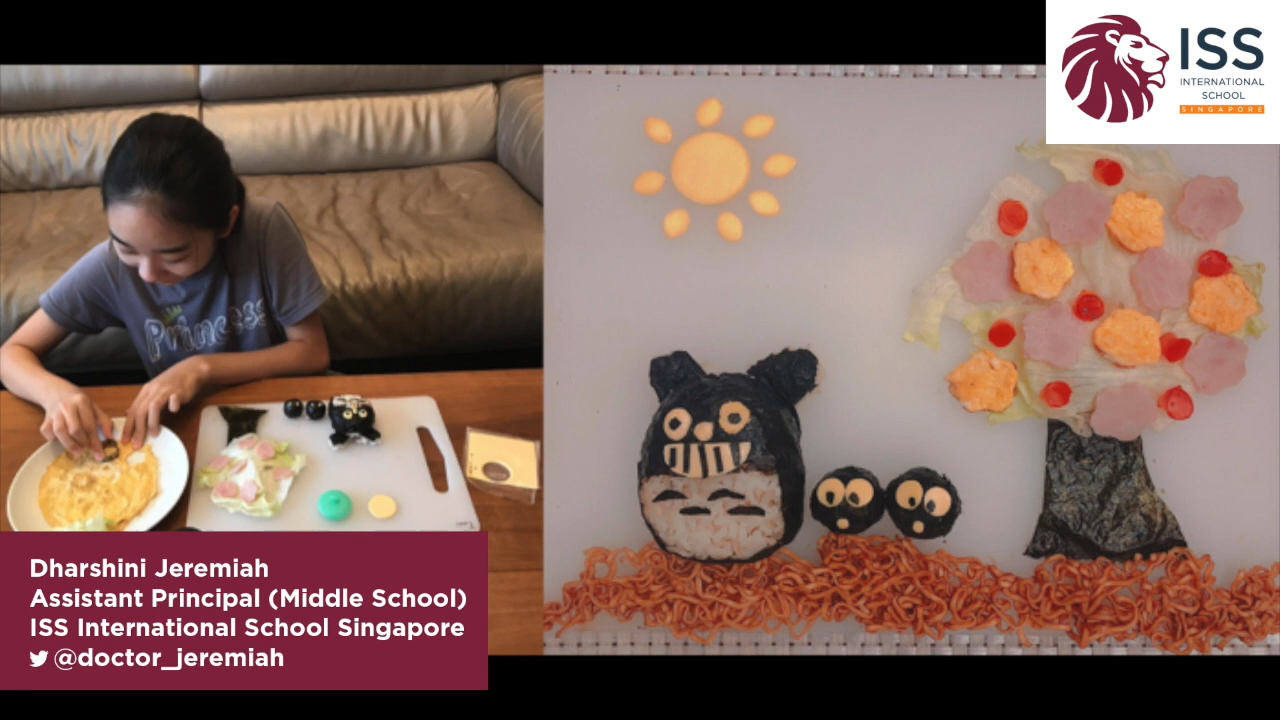 ISS
INTERNATIONAL
SCHOOL
SINGAPORE
Princess
Dharshini Jeremiah
Assistant Principal (Middle School)
ISS International School Singapore
@doctor_jeremiah